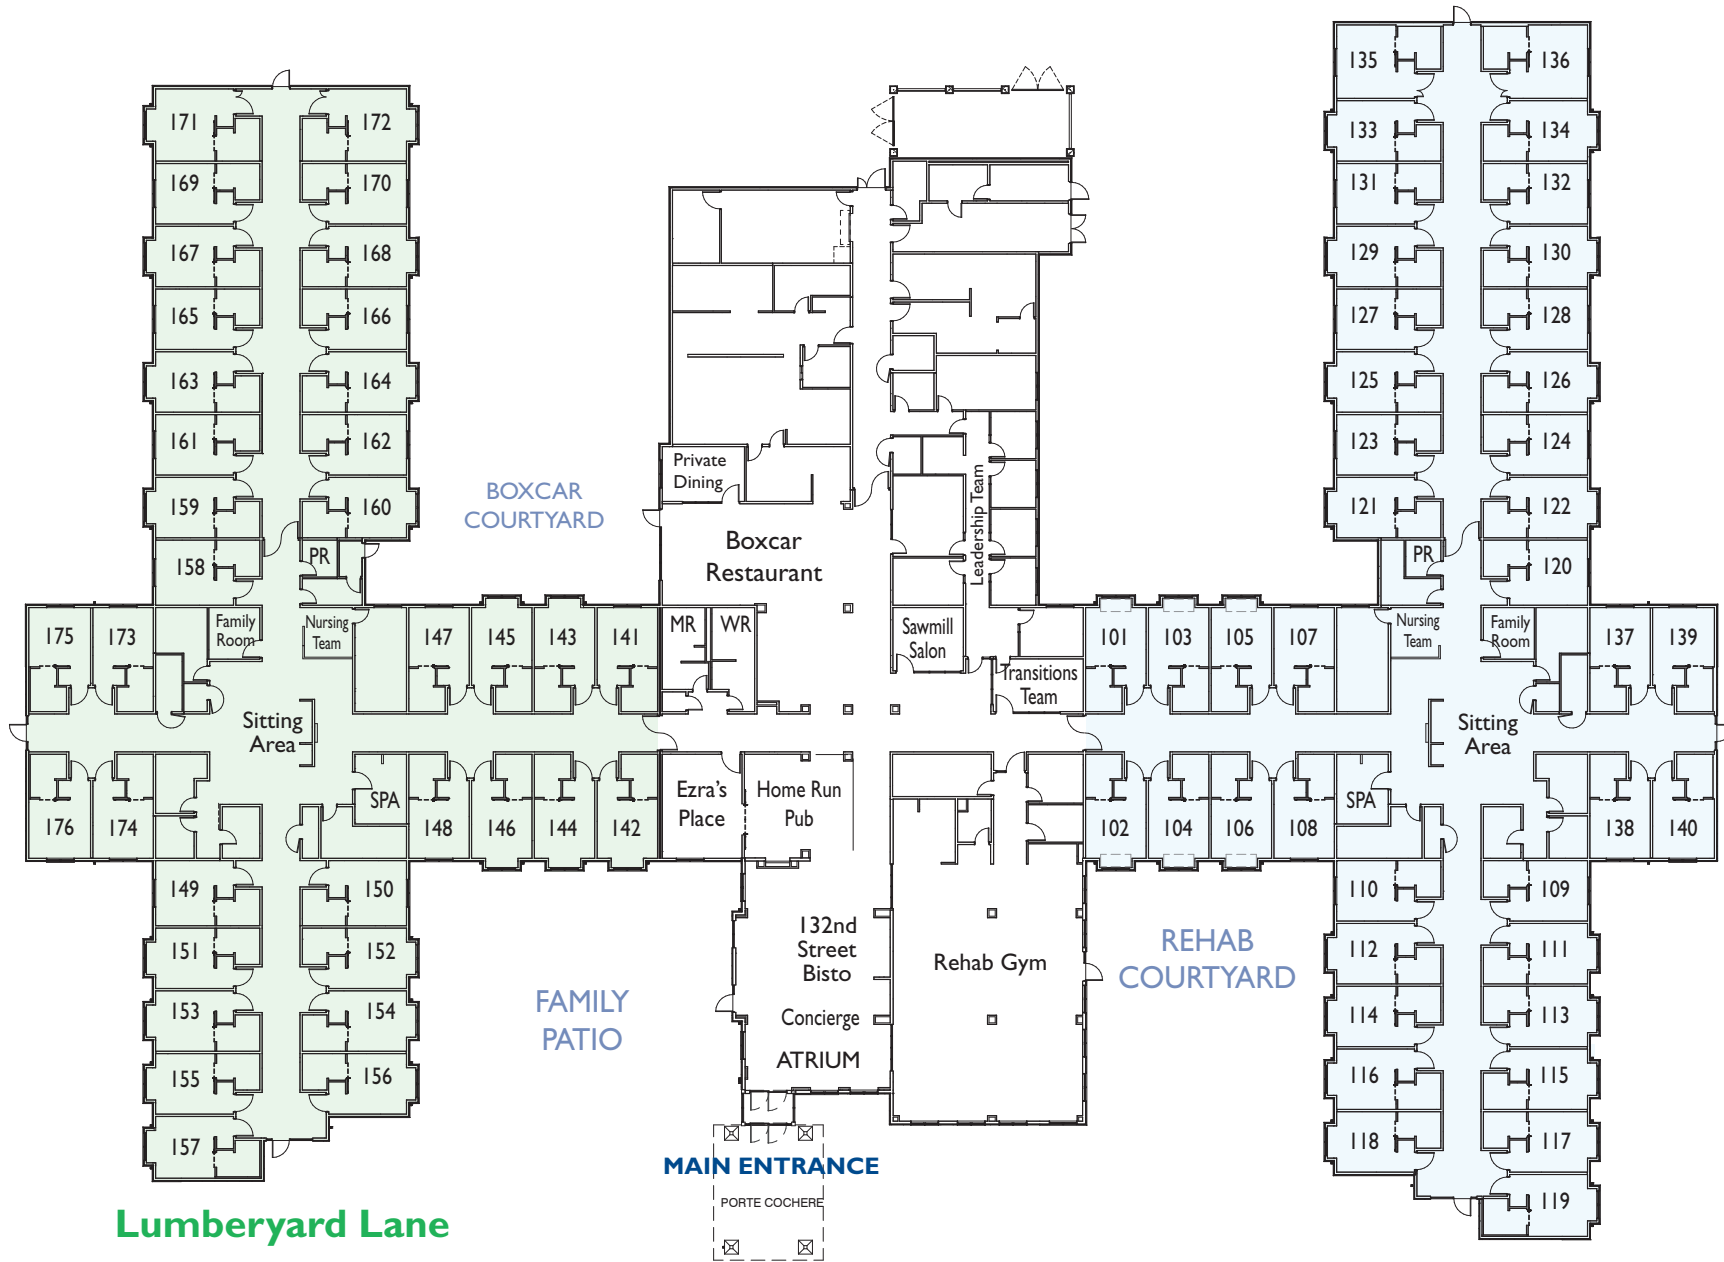 135
136
171
172
133
134
169
170
131
132
167
168
129
130
165
166
127
128
163
164
125
126
161
162
123
124
Private
Dining
BOXCAR
COURTYARD
159
160
121
122
Leadership Team
Boxcar
Restaurant
158
PR
PR
120
175
173
Family
Room
Nursing
Team
147
145
143
141
MR
WR
Sawmill
Salon
101
103
105
107
Nursing
Team
Family
Room
137
139
Transitions
Team
Sitting
Area
Sitting
Area
176
174
SPA
148
146
144
142
Ezra's
Place
Home Run
Pub
102
104
106
108
SPA
138
140
149
150
110
109
132nd
Street
Bisto
151
152
REHAB
COURTYARD
112
111
Rehab Gym
FAMILY
PATIO
153
154
Concierge
114
113
ATRIUM
155
156
116
115
157
118
117
MAIN ENTRANCE
PORTE COCHERE
119
Lumberyard Lane